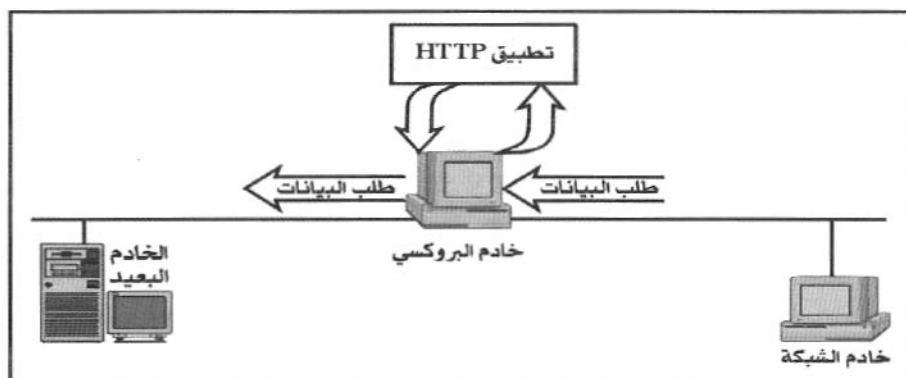 تطبيق HTTP
طلب البيانات
طلب البيانات
خادم البروكسي
الخادم
البعيد
خادم الشبكة